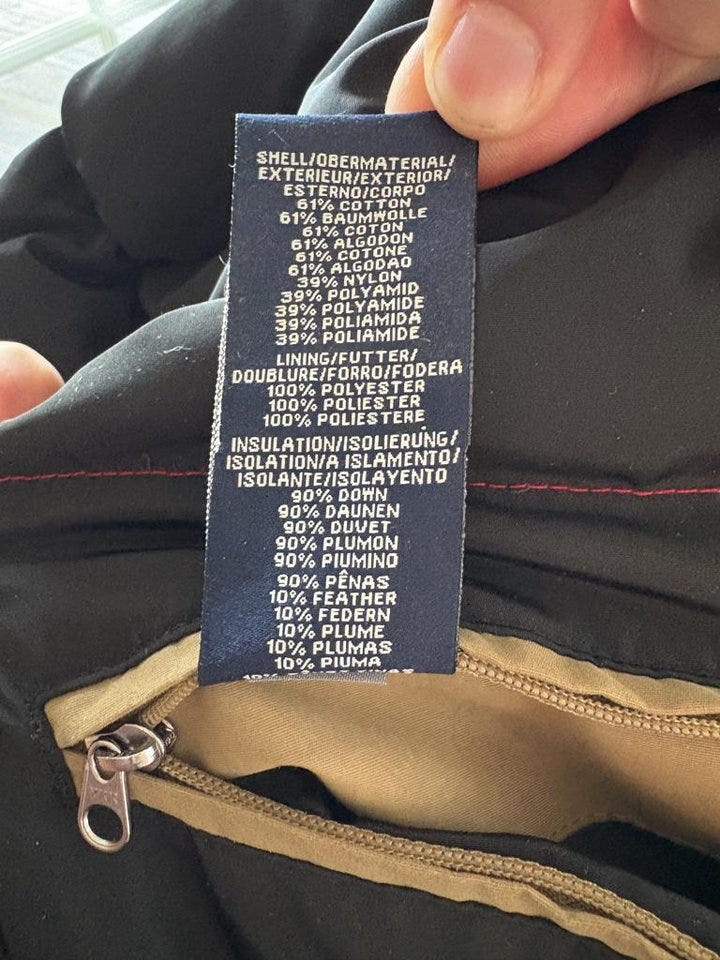 SHELL/OBERMATERIAL/
EXTERIEUR/EXTERIOR/
ESTERNO/CORPO
61% COTTON
61% BAUMWOLLE
61% COTON
61% ALGODON
61% COTONE
61% ALGODAO
39% NYLON
39% POLYAMID
39% POLYAMIDE
39% POLIAMIDA
39% POLIAMIDE
LINING/FUTTER/
DOUBLURE/FORRO/FODERA
100% POLYESTER
100% POLIESTER
100% POLIESTERE
INSULATION/ISOLIERUNG/
ISOLATION/A ISLAMENTO/
ISOLANTE/ISOLAYENTO
90% DOWN
90% DAUNEN
90% DUVET
90% PLUMON
90% PIUMINO
90% PÊNAS
10% FEATHER
10% FEDERN
10% PLUME
10% PLUMAS
10% PIUMA